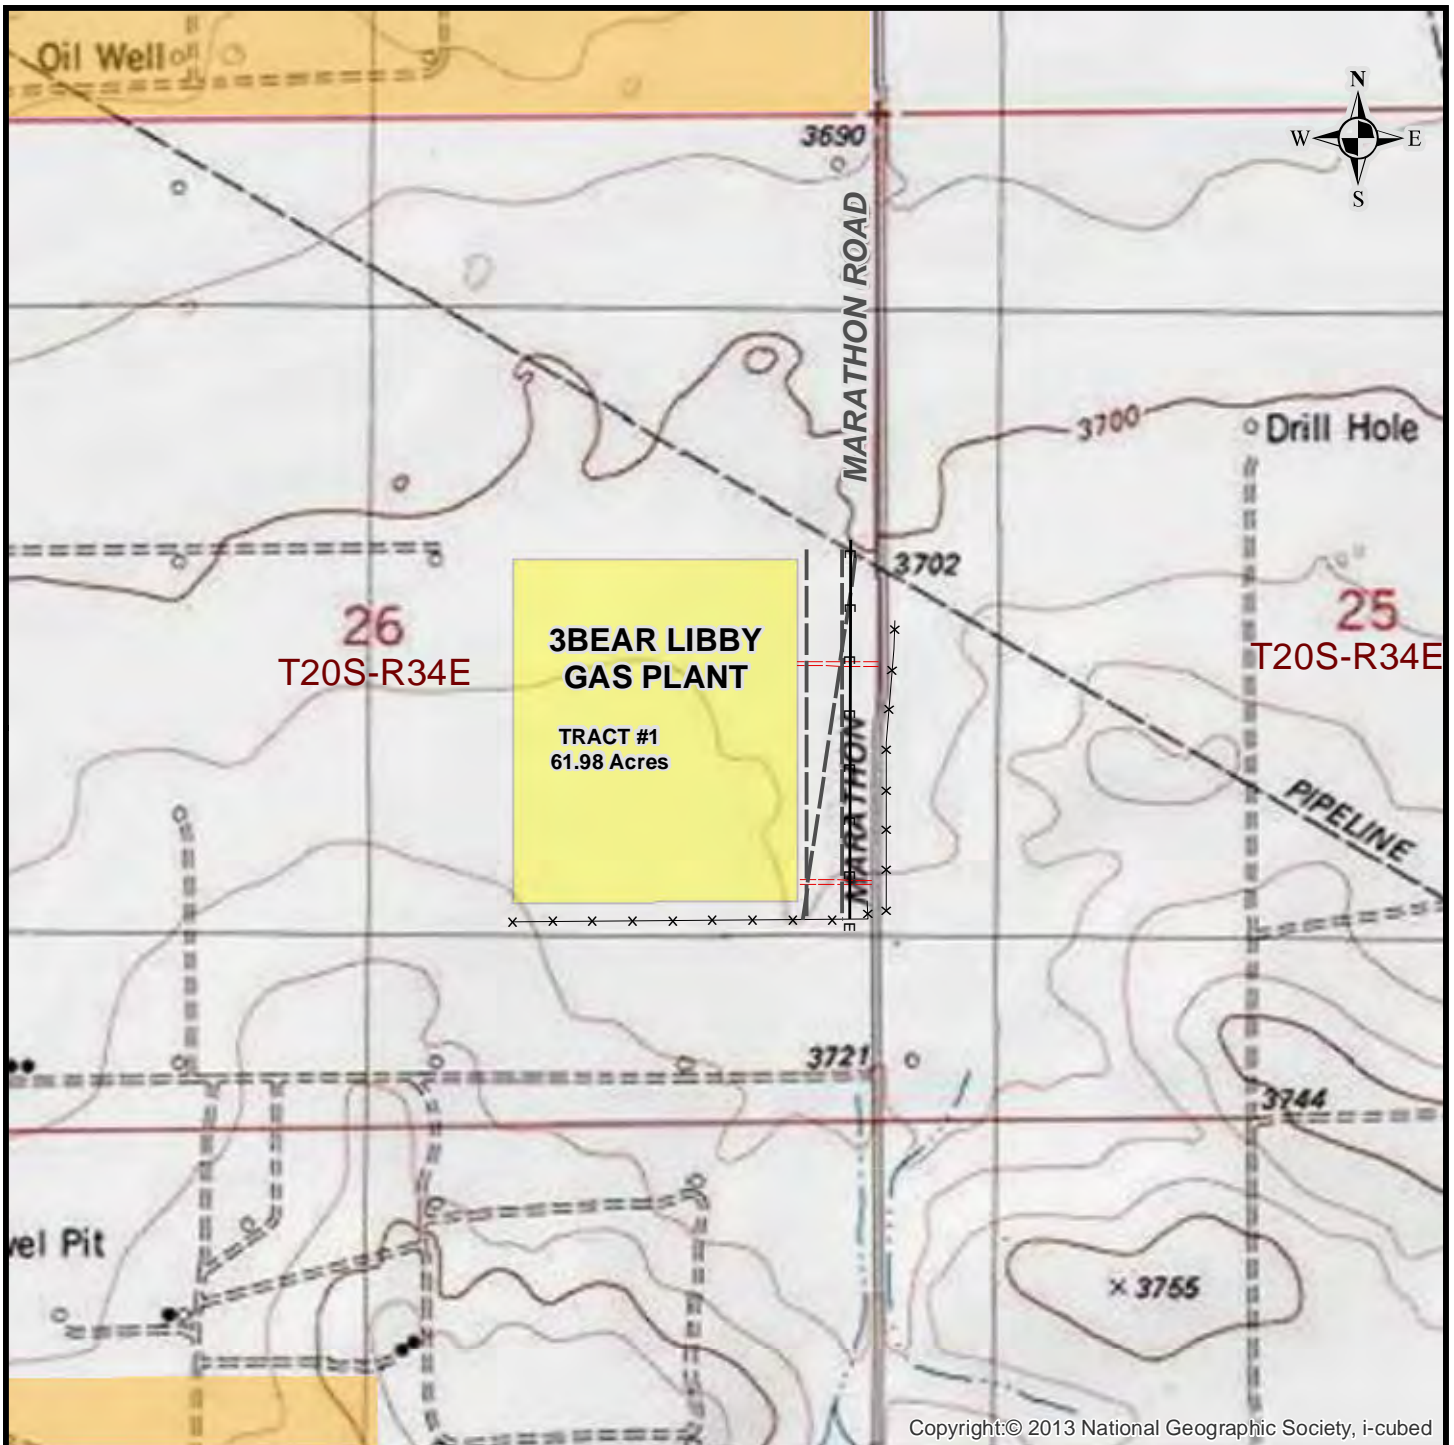 Oil Well
N
W E
S
3690
MARATHON ROAD
3700
Drill Hole
3702
26
T20S-R34E
25
T20S-R34E
3BEAR LIBBY
GAS PLANT
TRACT #1
61.98 Acres
E
E
E
E
E
E
E
MARATHON
PIPELINE
3721
3744
vel Pit
3755
Copyright:© 2013 National Geographic Society, i-cubed